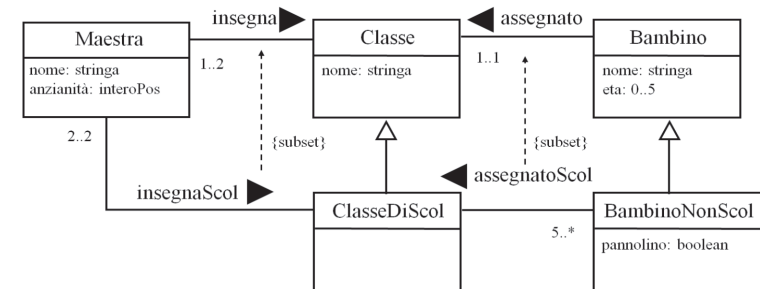 insegna
assegnato
Maestra
Classe
Bambino
nome: stringa
anzianità: interoPos
1..2
nome: stringa
1..1
nome: stringa
eta: 0..5
2..2
{subset}
{subset}
insegnaScol
assegnatoScol
ClasseDiScol
BambinoNonScol
5..*
pannolino: boolean